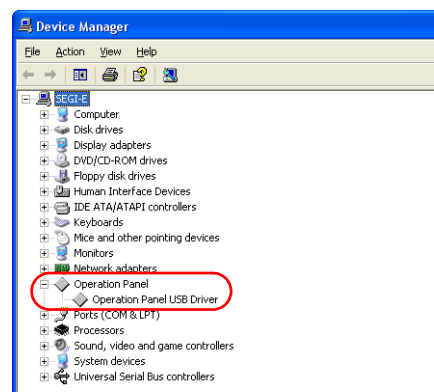 Device Manager
File Action View Help
SEGI-E
Computer
Disk drives
Display adapters
DVD/CD-ROM drives
Floppy disk drives
Human Interface Devices
IDE ATA/ATAPI controllers
Keyboards
Mice and other pointing devices
Monitors
Network adapters
Operation Panel
Operation Panel USB Driver
Ports (COM & LPT)
Processors
Sound, video and game controllers
System devices
Universal Serial Bus controllers